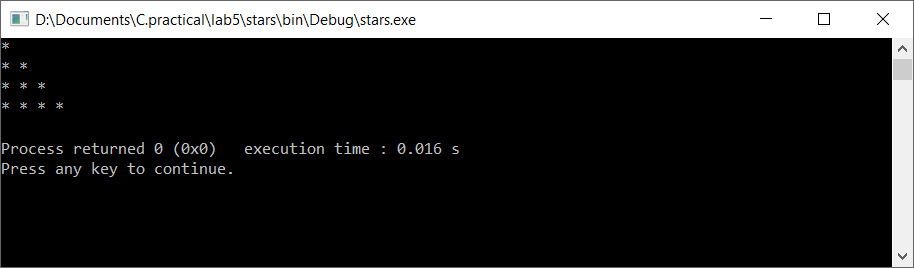 D:\Documents\C.practical\lab5\stars\bin\Debug\stars.exe
*
* *
* * *
* * * *
Process returned 0 (0x0)   execution time : 0.016 s
Press any key to continue.